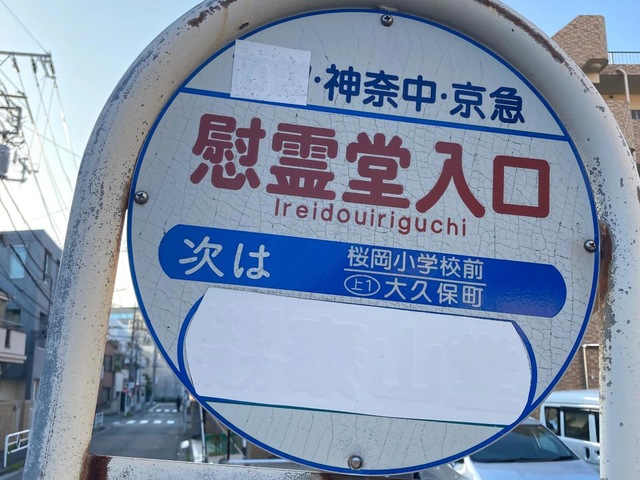 ・神奈中・京急
慰霊堂入口
Ireidouiriguchi
次は
桜岡小学校前
上1大久保町